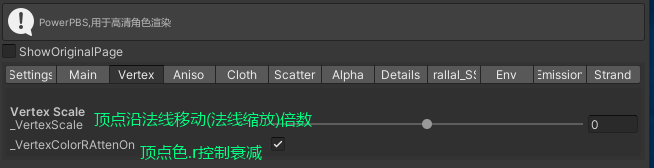 PowerPBS,用于高清角色渲染
ShowOriginalPage
Settings Main Vertex Aniso Cloth Scatter Alpha Details rallal_SS Env Emission Strand
Vertex Scale
_VertexScale 顶点沿法线移动(法线缩放)倍数 0
_VertexColorRAttenOn 顶点色.r控制衰减